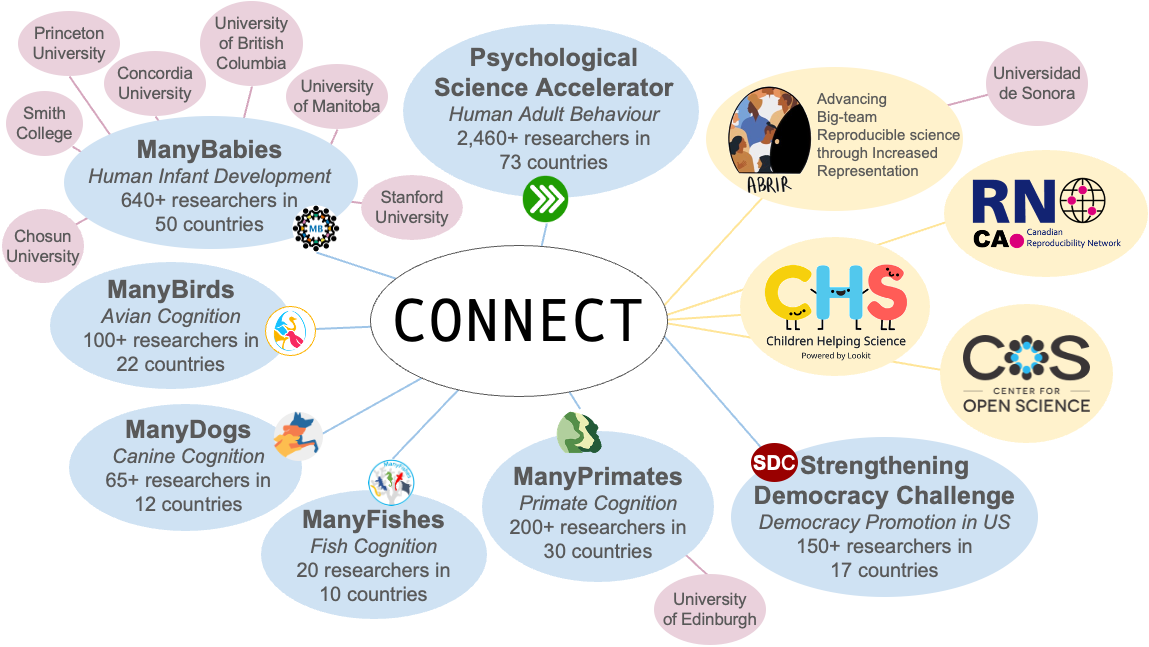 Princeton
University
University
of British
Columbia
Concordia
University
University
of Manitoba
Smith
College
ManyBabies
Human Infant Development
640+ researchers in
50 countries
MB
Stanford
University
Chosun
University
Psychological
Science Accelerator
Human Adult Behaviour
2,460+ researchers in
73 countries
ABRIR
Advancing
Big-team
Reproducible science
through Increased
Representation
Universidad
de Sonora
RN
CA
Canadian
Reproducibility Network
CHS
Children Helping Science
Powered by Lookit
COS
CENTER FOR
OPEN SCIENCE
CONNECT
ManyBirds
Avian Cognition
100+ researchers in
22 countries
ManyDogs
Canine Cognition
65+ researchers in
12 countries
ManyFishes
ManyFishes
Fish Cognition
20 researchers in
10 countries
ManyPrimates
Primate Cognition
200+ researchers in
30 countries
University
of Edinburgh
SDC
Strengthening
Democracy Challenge
Democracy Promotion in US
150+ researchers in
17 countries